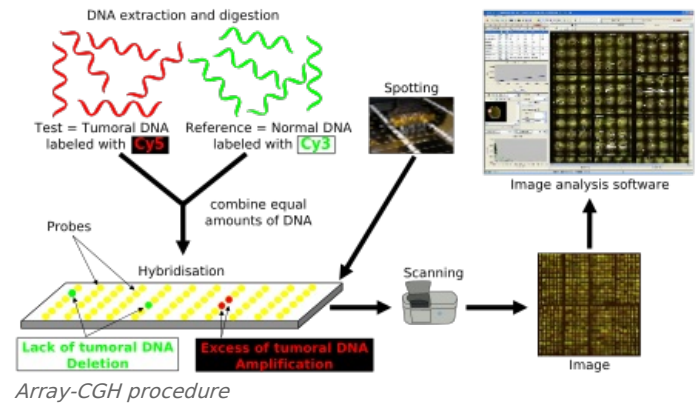 DNA extraction and digestion
Test = Tumoral DNA
labeled with Cy5
Reference = Normal DNA
labeled with Cy3
Spotting
Image analysis software
combine equal
amounts of DNA
Probes
Hybridisation
Scanning
Lack of tumoral DNA
Deletion
Excess of tumoral DNA
Amplification
Image
Array-CGH procedure